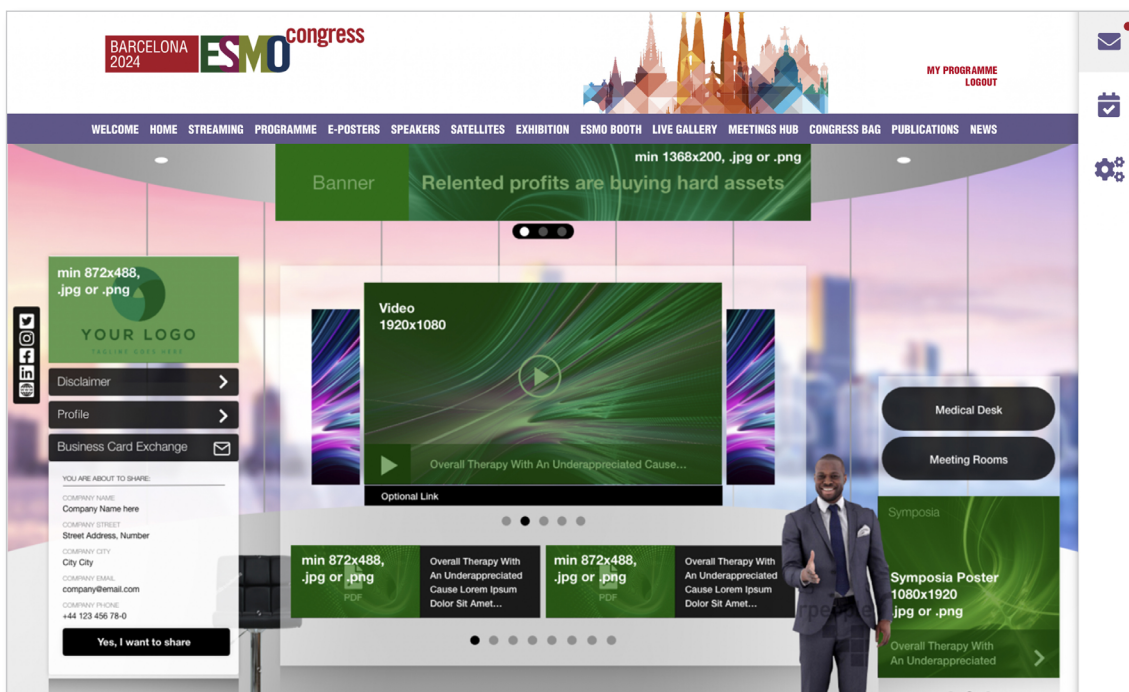 BARCELONA
2024
ESMO
congress
MY PROGRAMME
LOGOUT
WELCOME HOME STREAMING PROGRAMME E-POSTERS SPEAKERS SATELLITES EXHIBITION ESMO BOOTH LIVE GALLERY MEETINGS HUB CONGRESS BAG PUBLICATIONS NEWS
min 1368x200, .jpg or .png
Banner
Relented profits are buying hard assets
min 872x488,
.jpg or .png
YOUR LOGO
TAGLINE GOES HERE
Disclaimer
Profile
Business Card Exchange
YOU ARE ABOUT TO SHARE:
COMPANY NAME
Company Name here
COMPANY STREET
Street Address, Number
COMPANY CITY
City City
COMPANY EMAIL
company@email.com
COMPANY PHONE
+44 123 456 78-0
Yes, I want to share
Video
1920x1080
Overall Therapy With An Underappreciated Cause...
Optional Link
min 872x488,
.jpg or .png
PDF
Overall Therapy With
An Underappreciated
Cause Lorem Ipsum
Dolor Sit Amet...
min 872x488,
.jpg or .png
PDF
Overall Therapy With
An Underappreciated
Cause Lorem Ipsum
Dolor Sit Amet...
Medical Desk
Meeting Rooms
Symposia
Symposia Poster
1080x1920
.jpg or .png
Overall Therapy With
An Underappreciated